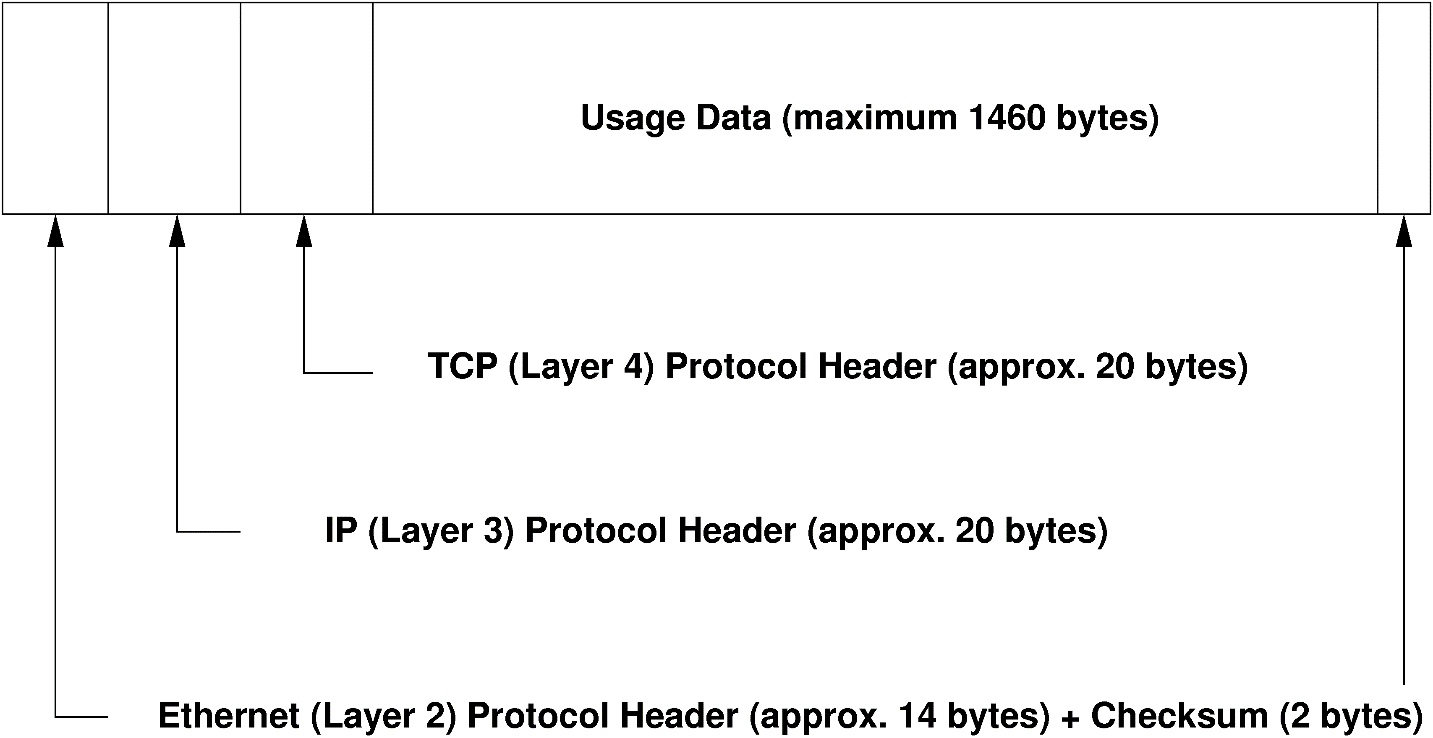 Usage Data (maximum 1460 bytes)
TCP (Layer 4) Protocol Header (approx. 20 bytes)
IP (Layer 3) Protocol Header (approx. 20 bytes)
Ethernet (Layer 2) Protocol Header (approx. 14 bytes) + Checksum (2 bytes)